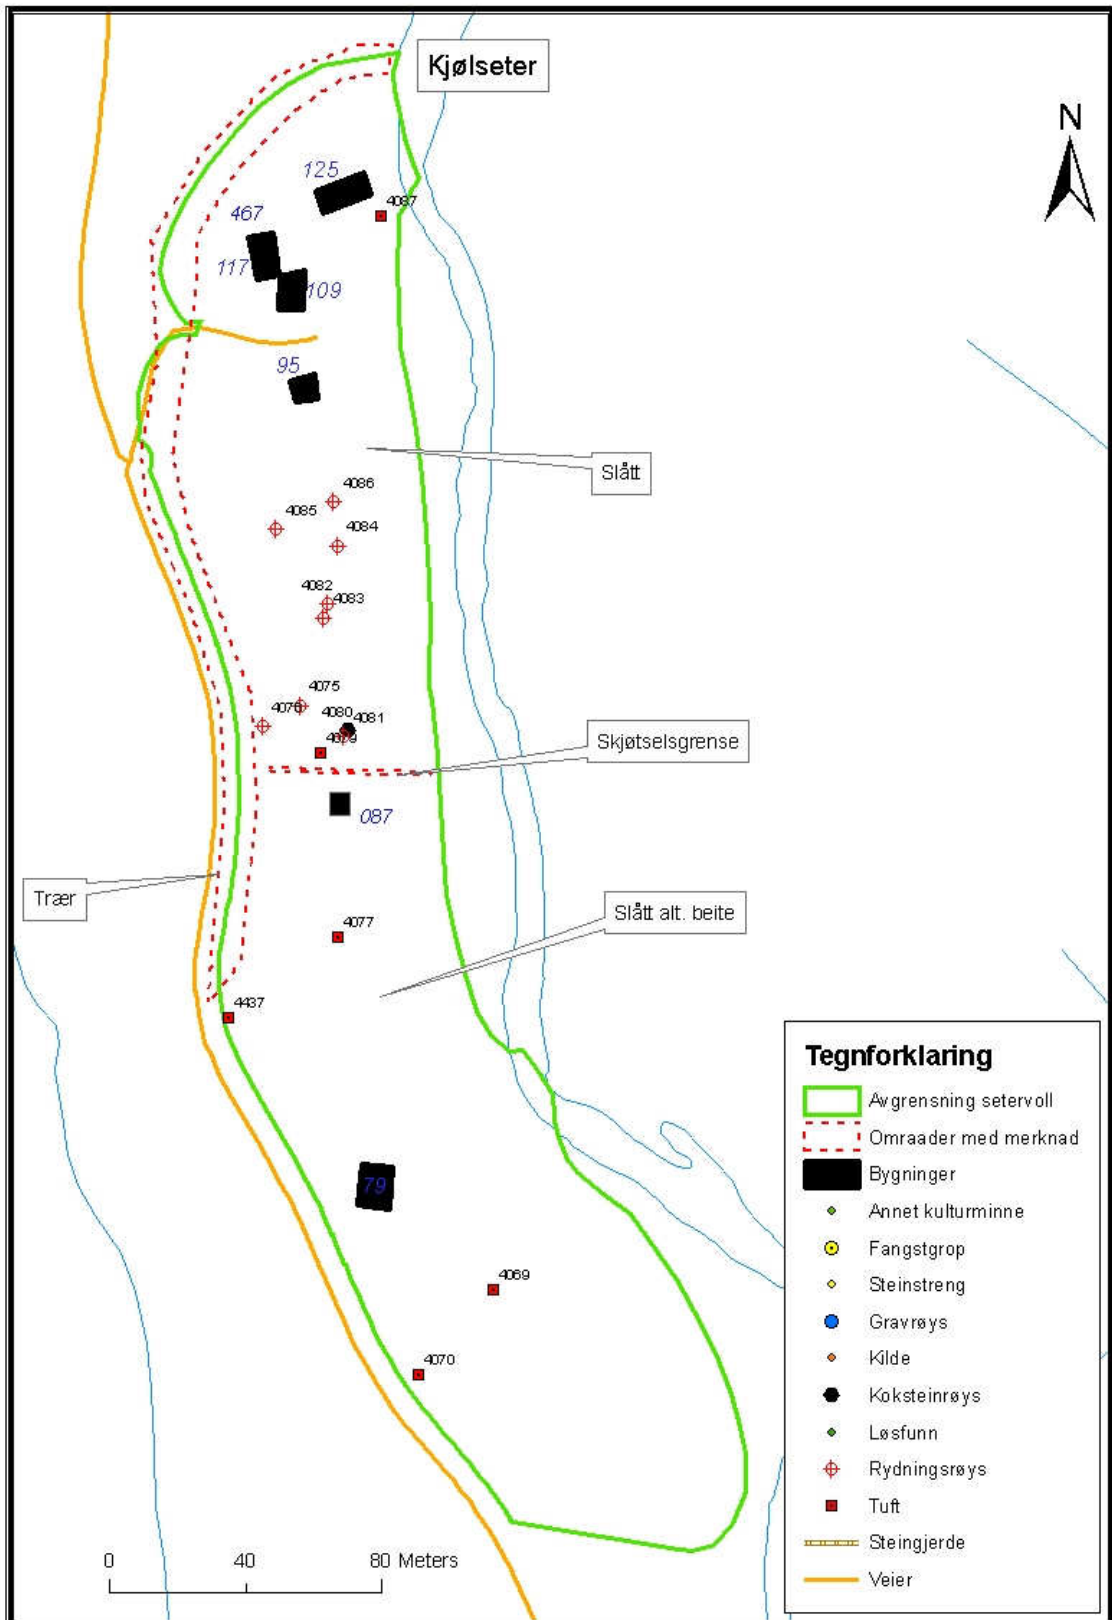 Kjølseter
N
125
4087
467
117
109
95
Slått
4086
4085
4084
4082
4083
4075
4080
4081
Skjøtselsgrense
087
Trær
Slått alt. beite
4077
4437
79
4069
4070
Tegnforklaring
Avgrensning setervoll
Omraader med merknad
Bygninger
Annet kulturminne
Fangstgrop
Steinstreng
Gravrøys
Kilde
Koksteinrøys
Løsfunn
Rydningsrøys
Tuft
Steingjerde
Veier
0 40 80 Meters